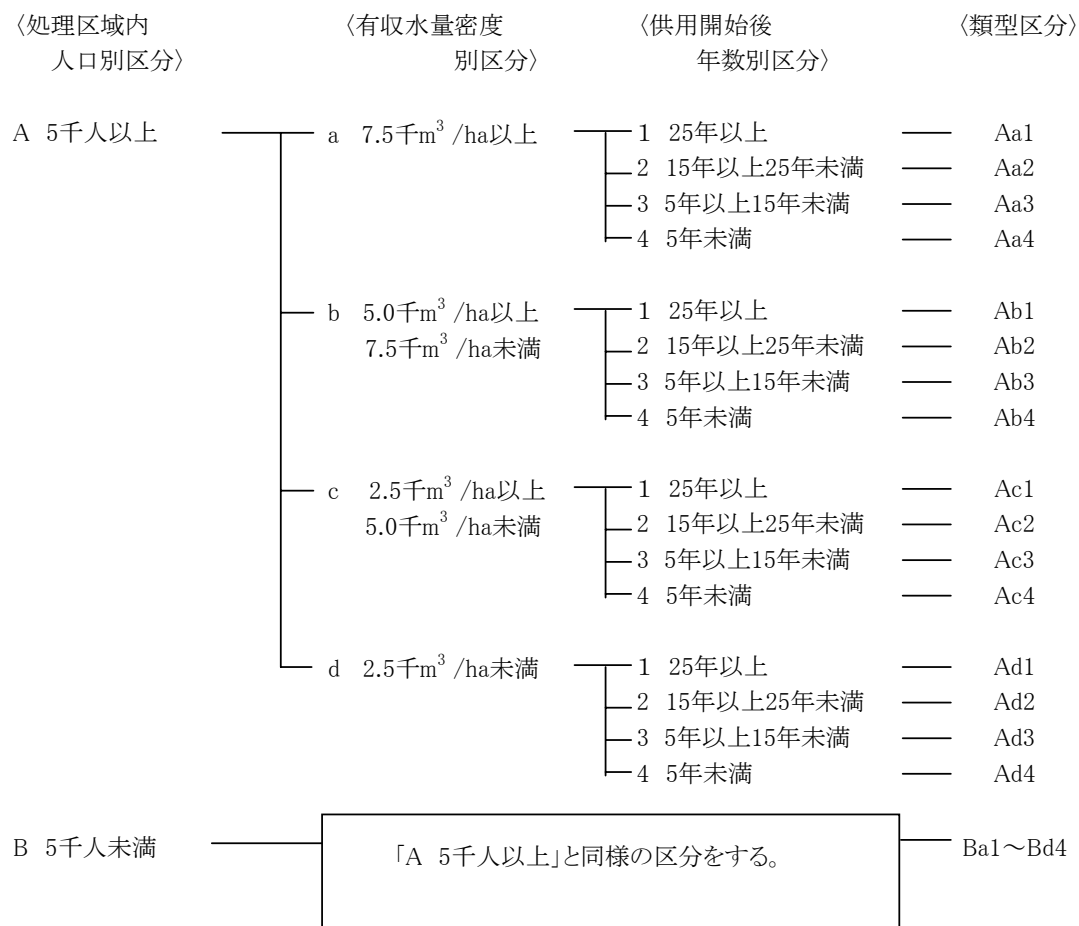 〈処理区域内 〈有収水量密度 〈供用開始後 〈類型区分〉
人口別区分〉 別区分〉 年数別区分〉
A 5千人以上 a 7.5千m³/ha以上 1 25年以上 Aa1
2 15年以上25年未満 Aa2
3 5年以上15年未満 Aa3
4 5年未満 Aa4
b 5.0千m³/ha以上 1 25年以上 Ab1
7.5千m³/ha未満 2 15年以上25年未満 Ab2
3 5年以上15年未満 Ab3
4 5年未満 Ab4
c 2.5千m³/ha以上 1 25年以上 Ac1
5.0千m³/ha未満 2 15年以上25年未満 Ac2
3 5年以上15年未満 Ac3
4 5年未満 Ac4
d 2.5千m³/ha未満 1 25年以上 Ad1
2 15年以上25年未満 Ad2
3 5年以上15年未満 Ad3
4 5年未満 Ad4
B 5千人未満 「A 5千人以上」と同様の区分をする。 Ba1～Bd4